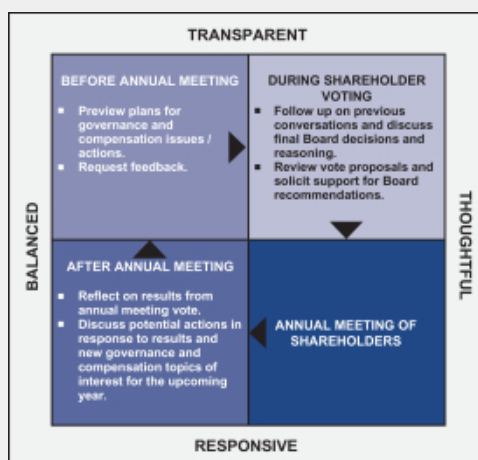 TRANSPARENT
BEFORE ANNUAL MEETING
Preview plans for
governance and
compensation issues /
actions.
Request feedback.
DURING SHAREHOLDER
VOTING
Follow up on previous
conversations and discuss
final Board decisions and
reasoning.
Review vote proposals and
solicit support for Board
recommendations.
BALANCED
THOUGHTFUL
AFTER ANNUAL MEETING
Reflect on results from
annual meeting vote.
Discuss potential actions in
response to results and
new governance and
compensation topics of
interest for the upcoming
year.
ANNUAL MEETING OF
SHAREHOLDERS
RESPONSIVE